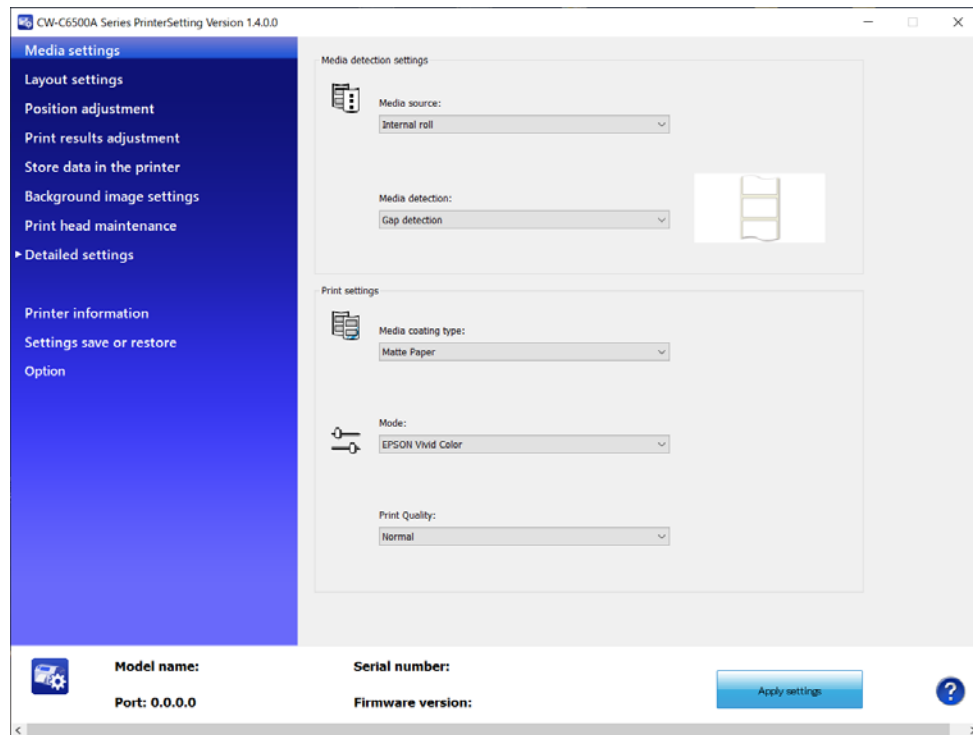 CW-C6500A Series PrinterSetting Version 1.4.0.0
Media settings
Layout settings
Position adjustment
Print results adjustment
Store data in the printer
Background image settings
Print head maintenance
Detailed settings
Printer information
Settings save or restore
Option
Media detection settings
Media source:
Internal roll
Media detection:
Gap detection
Print settings
Media coating type:
Matte Paper
Mode:
EPSON Vivid Color
Print Quality:
Normal
Model name:
Serial number:
Port: 0.0.0.0
Firmware version:
Apply settings
?